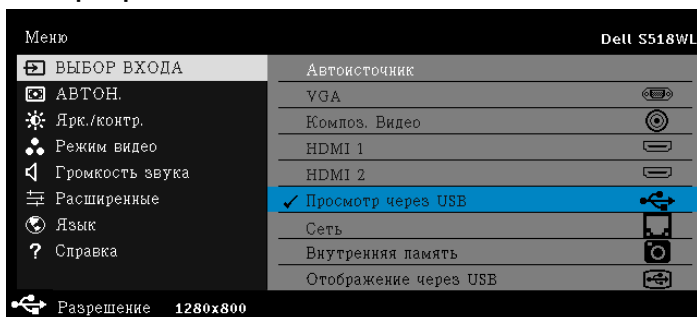 Меню Dell S518WL
ВЫБОР ВХОДА
АВТОН.
Ярк./контр.
Режим видео
Громкость звука
Расширенные
Язык
? Справка
Автоисточник
VGA
Композ. Видео
HDMI 1
HDMI 2
✓ Просмотр через USB
Сеть
Внутренняя память
Отображение через USB
Разрешение 1280x800